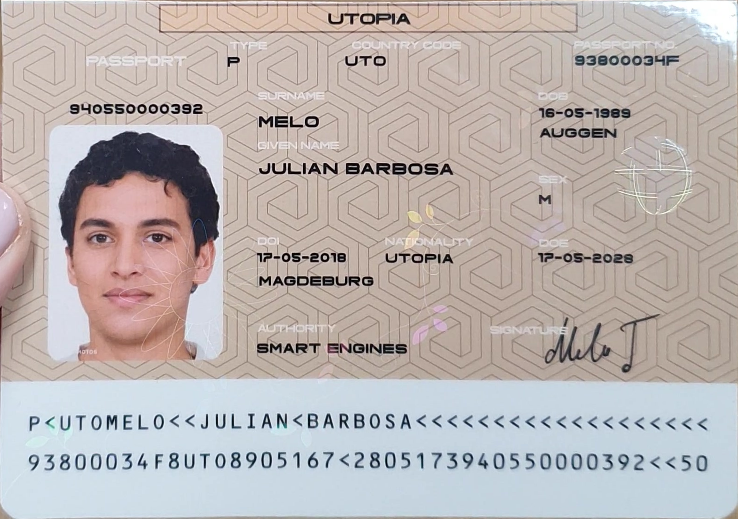 UTOPIA
TYPE COUNTRY CODE PASSPORT NO.
PASSPORT P UTO 93800034F
940550000392
SURNAME DOB
MELO 16-05-1989
AUGGEN
GIVEN NAME
JULIAN BARBOSA
SEX
M
DOI NATIONALITY DOE
17-05-2018 UTOPIA 17-05-2028
MAGDEBURG
AUTHORITY SIGNATURE
SMART ENGINES Melo J
P<UTOMELO<<JULIAN<BARBOSA<<<<<<<<<<<<<<<<<<<
93800034F8UTO8905167<2805173940550000392<<50